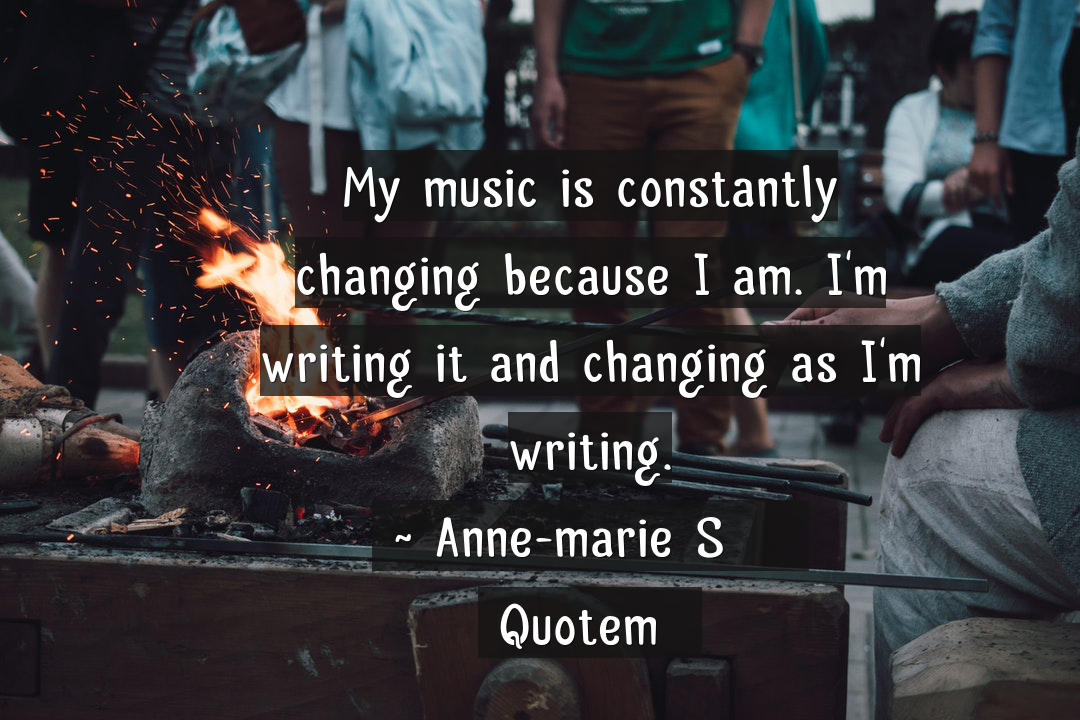 My music is constantly
changing because I am. I'm
writing it and changing as I'm
writing.
~ Anne-marie S
Quotem